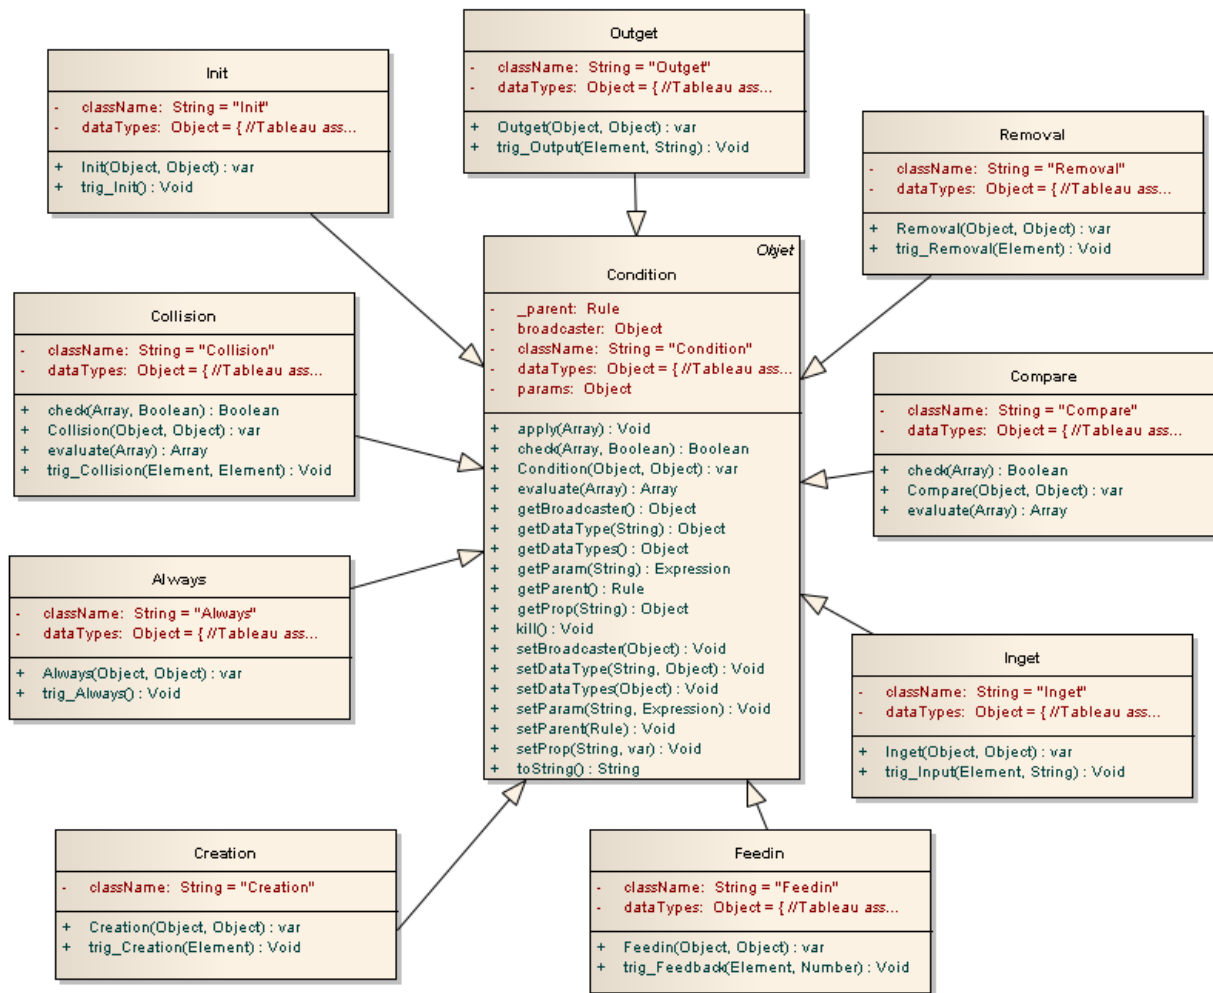 Outget
- className: String = "Outget"
- dataTypes: Object = { //Tableau ass...
+ Outget(Object, Object) : var
+ trig_Output(Element, String) : Void
Init
- className: String = "Init"
- dataTypes: Object = { //Tableau ass...
+ Init(Object, Object) : var
+ trig_Init() : Void
Removal
- className: String = "Removal"
- dataTypes: Object = { //Tableau ass...
+ Removal(Object, Object) : var
+ trig_Removal(Element) : Void
Objet
Condition
- _parent: Rule
- broadcaster: Object
- className: String = "Condition"
- dataTypes: Object = { //Tableau ass...
- params: Object
+ apply(Array) : Void
+ check(Array, Boolean) : Boolean
+ Condition(Object, Object) : var
+ evaluate(Array) : Array
+ getBroadcaster() : Object
+ getDataType(String) : Object
+ getDataTypes() : Object
+ getParam(String) : Expression
+ getParent() : Rule
+ getProp(String) : Object
+ kill() : Void
+ setBroadcaster(Object) : Void
+ setDataType(String, Object) : Void
+ setDataTypes(Object) : Void
+ setParam(String, Expression) : Void
+ setParent(Rule) : Void
+ setProp(String, var) : Void
+ toString() : String
Collision
- className: String = "Collision"
- dataTypes: Object = { //Tableau ass...
+ check(Array, Boolean) : Boolean
+ Collision(Object, Object) : var
+ evaluate(Array) : Array
+ trig_Collision(Element, Element) : Void
Compare
- className: String = "Compare"
- dataTypes: Object = { //Tableau ass...
+ check(Array) : Boolean
+ Compare(Object, Object) : var
+ evaluate(Array) : Array
Always
- className: String = "Always"
- dataTypes: Object = { //Tableau ass...
+ Always(Object, Object) : var
+ trig_Always() : Void
Inget
- className: String = "Inget"
- dataTypes: Object = { //Tableau ass...
+ Inget(Object, Object) : var
+ trig_Input(Element, String) : Void
Creation
- className: String = "Creation"
+ Creation(Object, Object) : var
+ trig_Creation(Element) : Void
Feedin
- className: String = "Feedin"
- dataTypes: Object = { //Tableau ass...
+ Feedin(Object, Object) : var
+ trig_Feedback(Element, Number) : Void